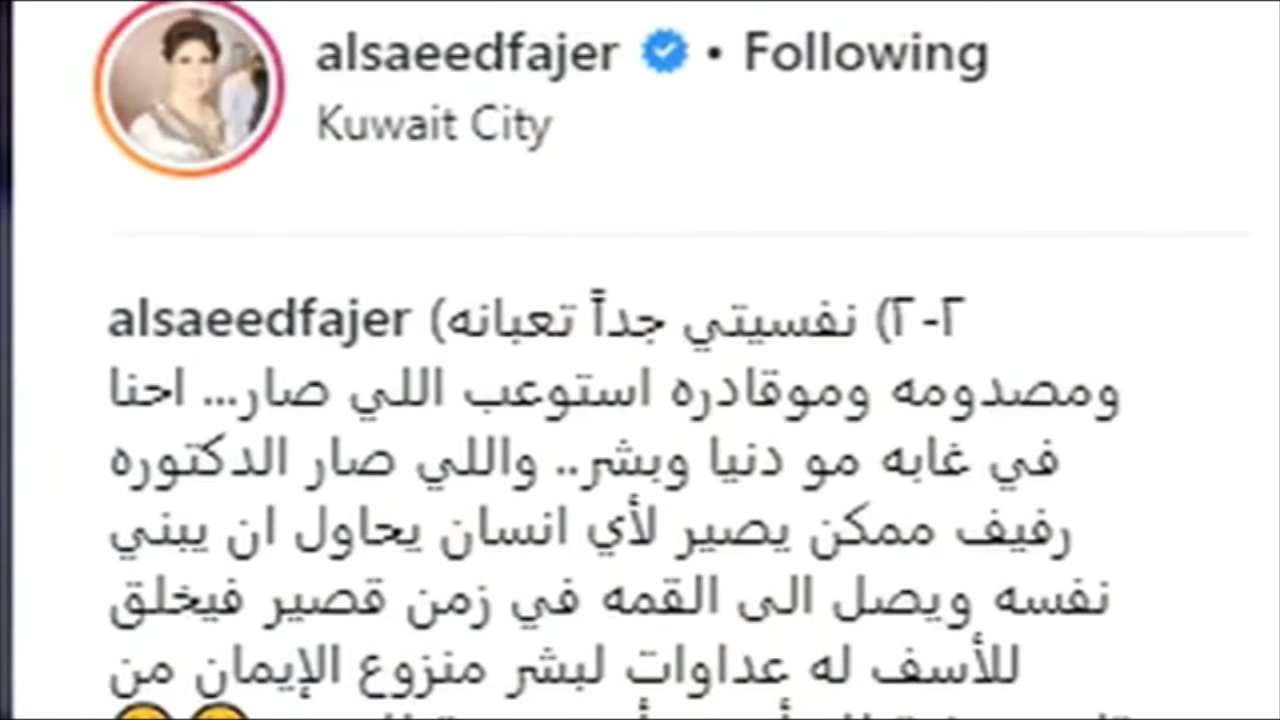 alsaeedfajer • Following
Kuwait City
alsaeedfajer (٢-٢) نفسيتي جداً تعبانه
ومصدومه وموقادره استوعب اللي صار... احنا
في غابه مو دنيا وبشر.. واللي صار الدكتوره
رفيف ممكن يصير لأي انسان يحاول ان يبني
نفسه ويصل الى القمه في زمن قصير فيخلق
للأسف له عداوات لبشر منزوع الإيمان من